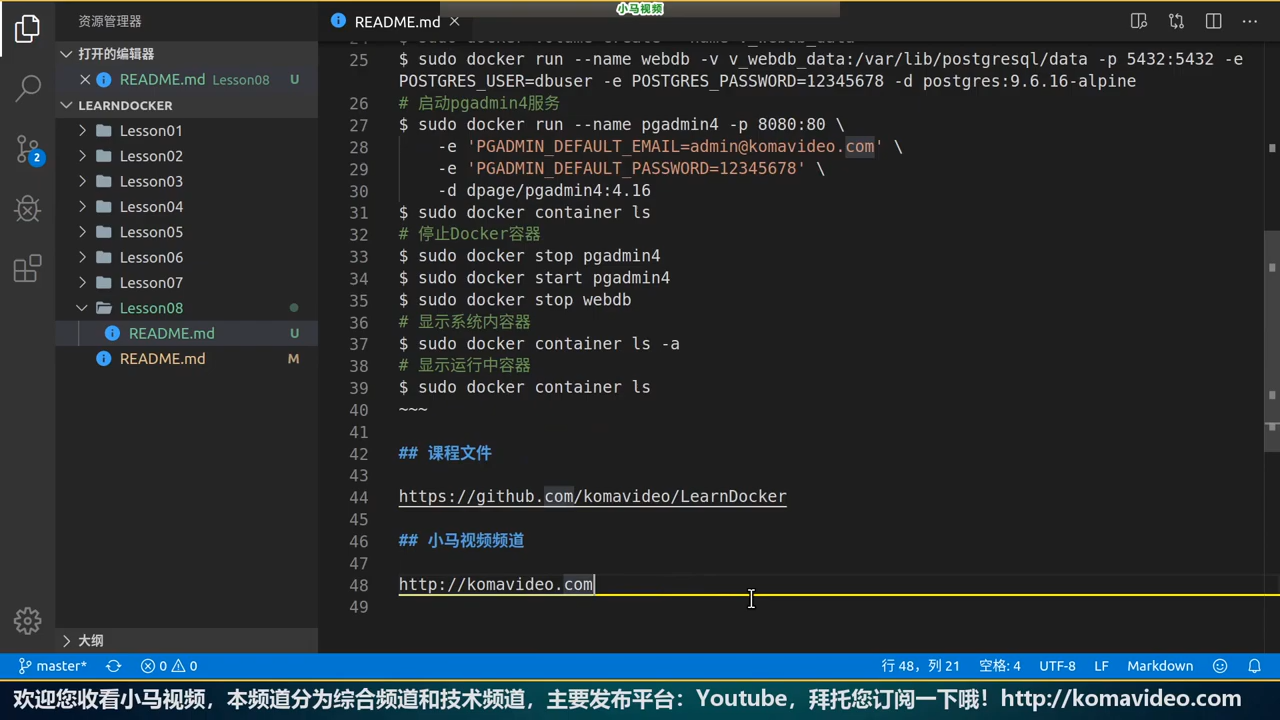 小马视频
资源管理器
README.md
打开的编辑器
README.md Lesson08 U
LEARNDOCKER
Lesson01
Lesson02
Lesson03
Lesson04
Lesson05
Lesson06
Lesson07
Lesson08
README.md U
README.md M
大纲
2
25 $ sudo docker run --name webdb -v v_webdb_data:/var/lib/postgresql/data -p 5432:5432 -e
POSTGRES_USER=dbuser -e POSTGRES_PASSWORD=12345678 -d postgres:9.6.16-alpine
26 # 启动pgadmin4服务
27 $ sudo docker run --name pgadmin4 -p 8080:80 \
28 -e 'PGADMIN_DEFAULT_EMAIL=admin@komavideo.com' \
29 -e 'PGADMIN_DEFAULT_PASSWORD=12345678' \
30 -d dpage/pgadmin4:4.16
31 $ sudo docker container ls
32 # 停止Docker容器
33 $ sudo docker stop pgadmin4
34 $ sudo docker start pgadmin4
35 $ sudo docker stop webdb
36 # 显示系统内容器
37 $ sudo docker container ls -a
38 # 显示运行中容器
39 $ sudo docker container ls
40 ~~~
41
42 ## 课程文件
43
44 https://github.com/komavideo/LearnDocker
45
46 ## 小马视频频道
47
48 http://komavideo.com
49
master* 0 0 行 48，列 21 空格: 4 UTF-8 LF Markdown
欢迎您收看小马视频，本频道分为综合频道和技术频道，主要发布平台：Youtube，拜托您订阅一下哦！http://komavideo.com